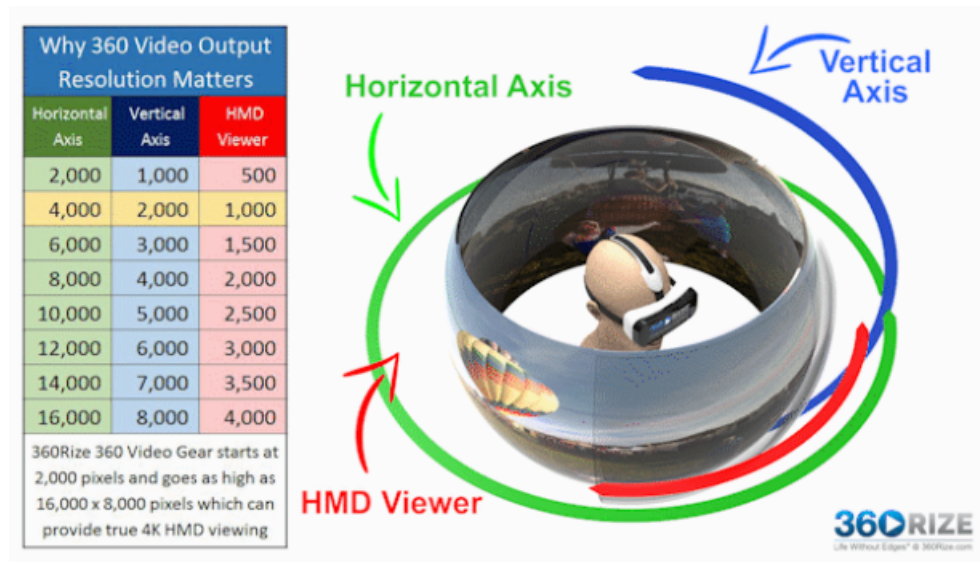 Why 360 Video Output
Resolution Matters
Horizontal Axis
Vertical Axis
HMD Viewer
2,000 1,000 500
4,000 2,000 1,000
6,000 3,000 1,500
8,000 4,000 2,000
10,000 5,000 2,500
12,000 6,000 3,000
14,000 7,000 3,500
16,000 8,000 4,000
360Rize 360 Video Gear starts at
2,000 pixels and goes as high as
16,000 x 8,000 pixels which can
provide true 4K HMD viewing
Horizontal Axis
Vertical
Axis
HMD Viewer
360RIZE
Life Without Edges® @ 360Rize.com